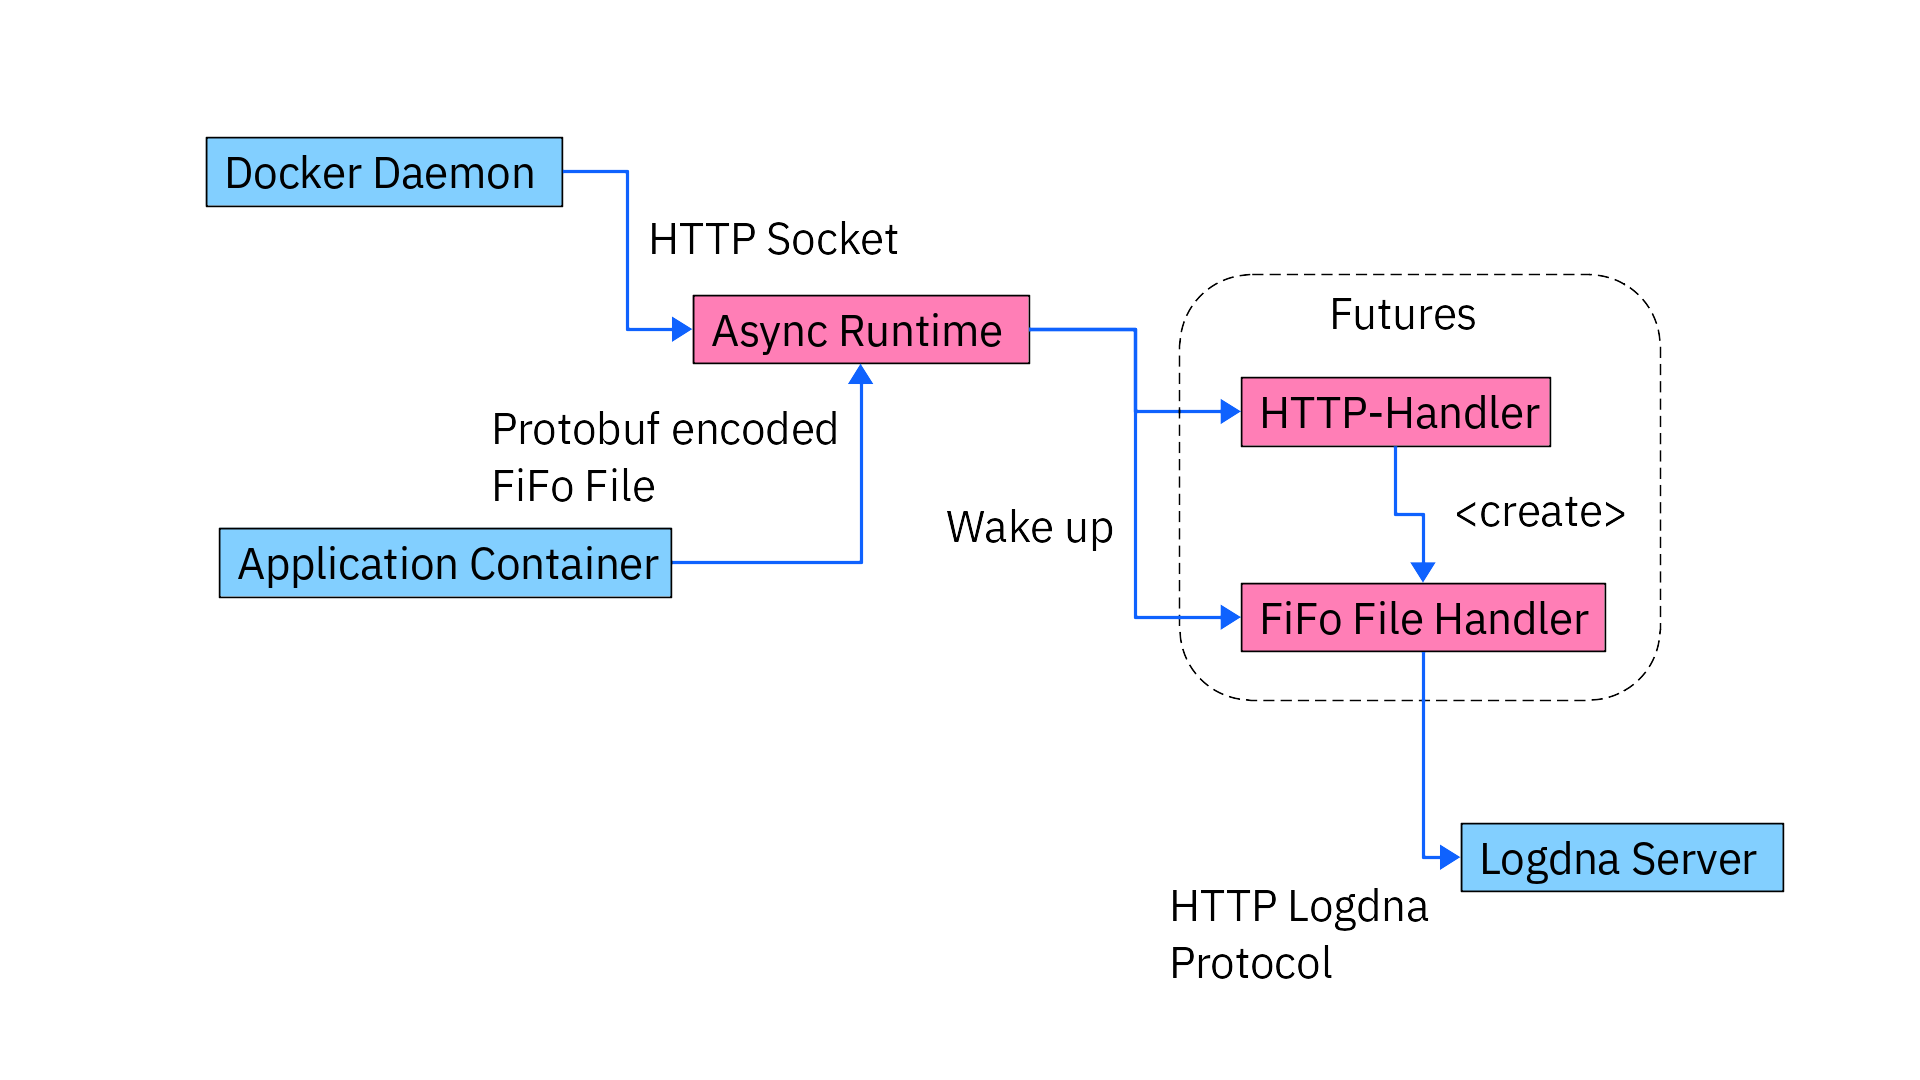 Docker Daemon
HTTP Socket
Async Runtime
Protobuf encoded
FiFo File
Application Container
Wake up
Futures
HTTP-Handler
<create>
FiFo File Handler
Logdna Server
HTTP Logdna
Protocol